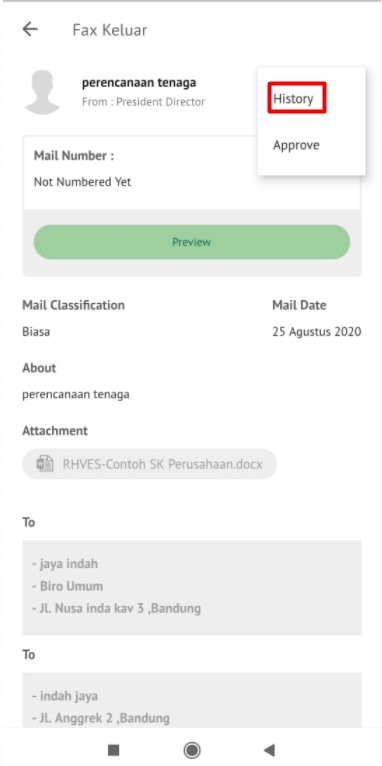 Fax Keluar
perencanaan tenaga
From : President Director
History
Approve
Mail Number :
Not Numbered Yet
Preview
Mail Classification
Mail Date
Biasa
25 Agustus 2020
About
perencanaan tenaga
Attachment
RHVES-Contoh SK Perusahaan.docx
To
- jaya indah
- Biro Umum
- Jl. Nusa inda kav 3 ,Bandung
To
- indah jaya
- Jl. Anggrek 2 ,Bandung